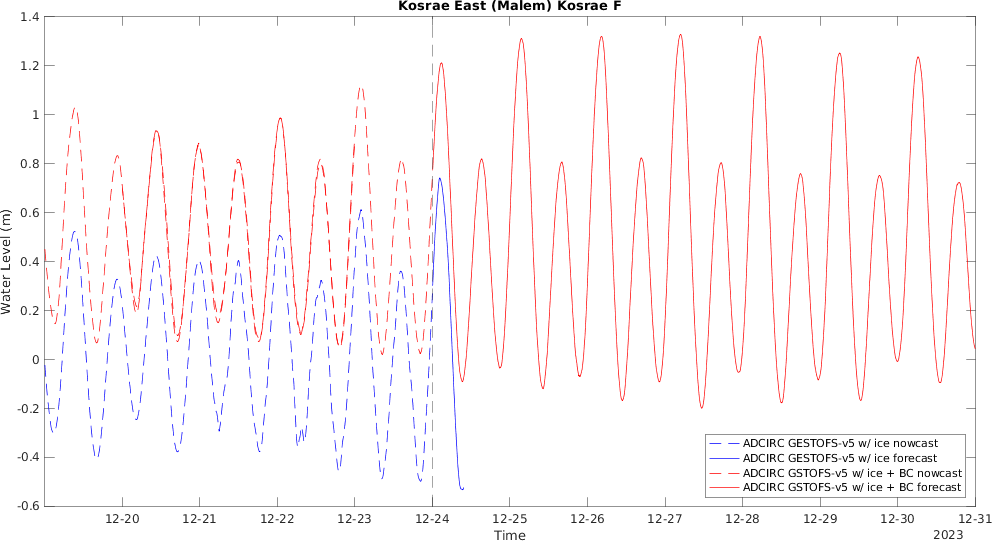 Kosrae East (Malem) Kosrae F
1.4
1.2
1
0.8
0.6
0.4
0.2
0
-0.2
-0.4
-0.6
Water Level (m)
12-20 12-21 12-22 12-23 12-24 12-25 12-26 12-27 12-28 12-29 12-30 12-31
Time
2023
ADCIRC GESTOFS-v5 w/ ice nowcast
ADCIRC GESTOFS-v5 w/ ice forecast
ADCIRC GSTOFS-v5 w/ ice + BC nowcast
ADCIRC GSTOFS-v5 w/ ice + BC forecast